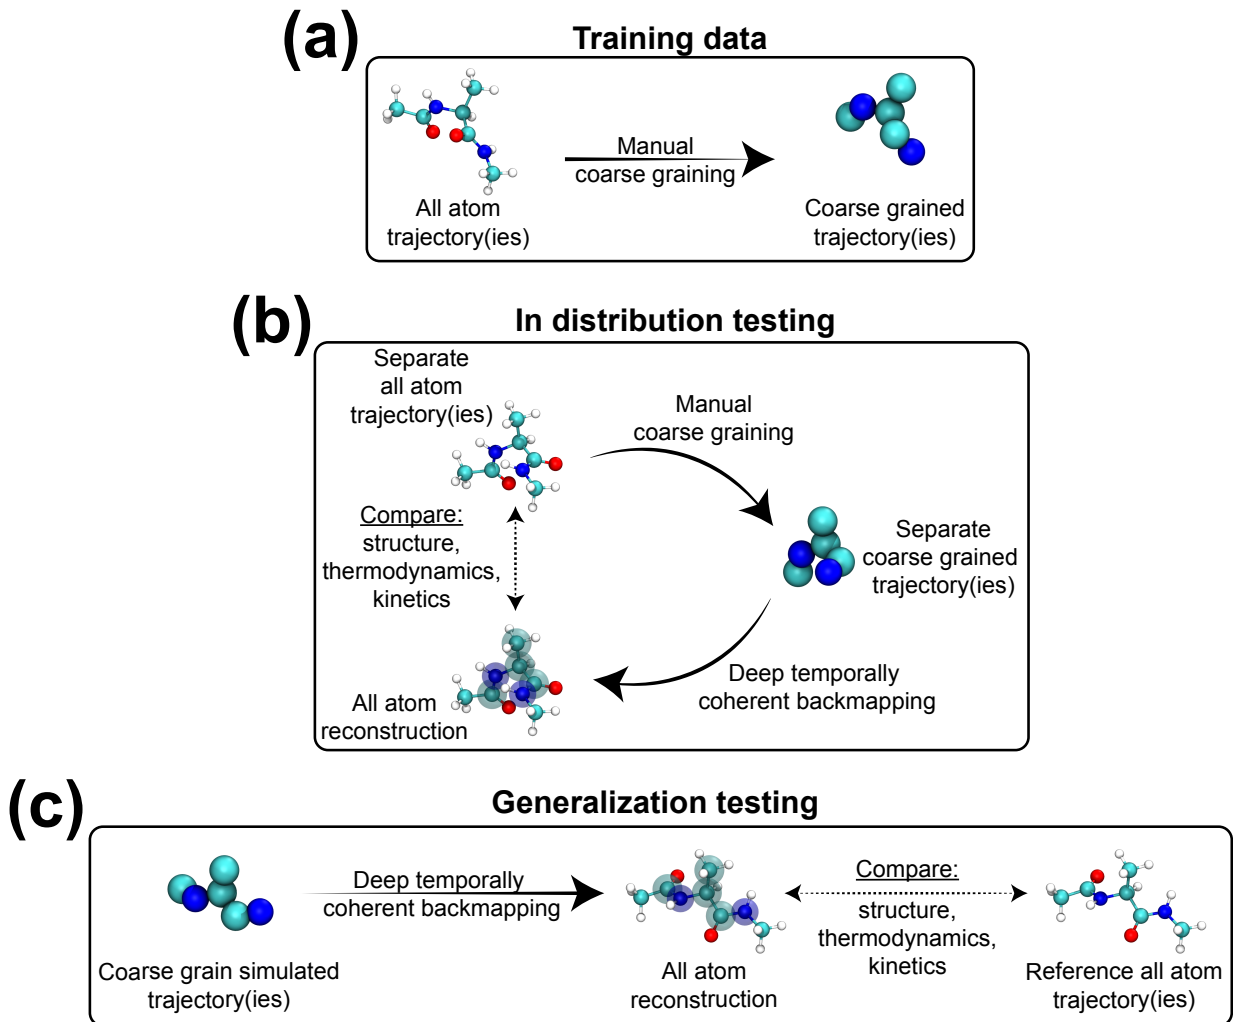 (a)
Training data
Manual
coarse graining
All atom
trajectory(ies)
Coarse grained
trajectory(ies)
(b)
In distribution testing
Separate
all atom
trajectory(ies)
Manual
coarse graining
Compare:
structure,
thermodynamics,
kinetics
Separate
coarse grained
trajectory(ies)
All atom
reconstruction
Deep temporally
coherent backmapping
(c)
Generalization testing
Deep temporally
coherent backmapping
Compare:
structure,
thermodynamics,
kinetics
Coarse grain simulated
trajectory(ies)
All atom
reconstruction
Reference all atom
trajectory(ies)